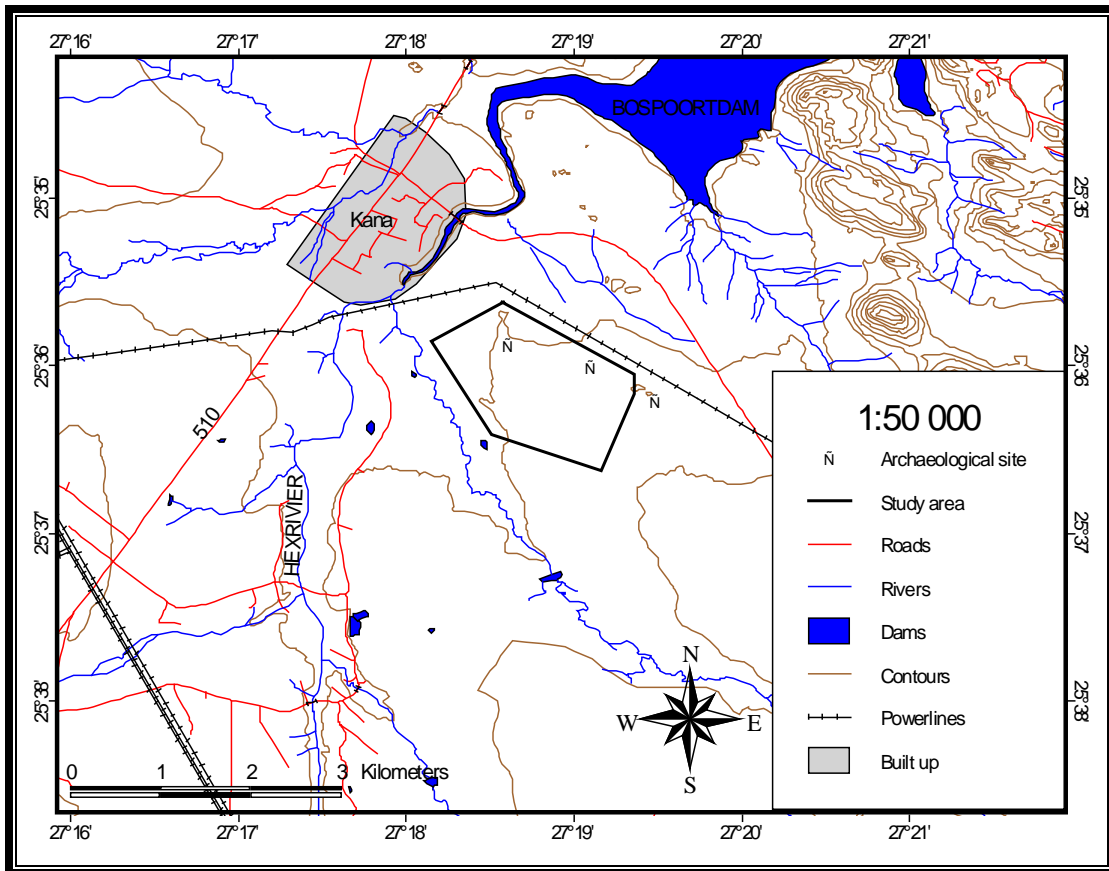 27°16'
27°17'
27°18'
27°19'
27°20'
27°21'
BOSPOORTDAM
25°35'
Kana
25°35
Ñ
25°36
Ñ
25°36
Ñ
510
1:50 000
Ñ Archaeological site
Study area
HEXRIVIER
25°37
Roads
25°37
Rivers
Dams
N
Contours
25°38'
W E
Powerlines
25°38
S
0 1 2 3 Kilometers
Built up
27°16'
27°17'
27°18'
27°19'
27°20'
27°21'